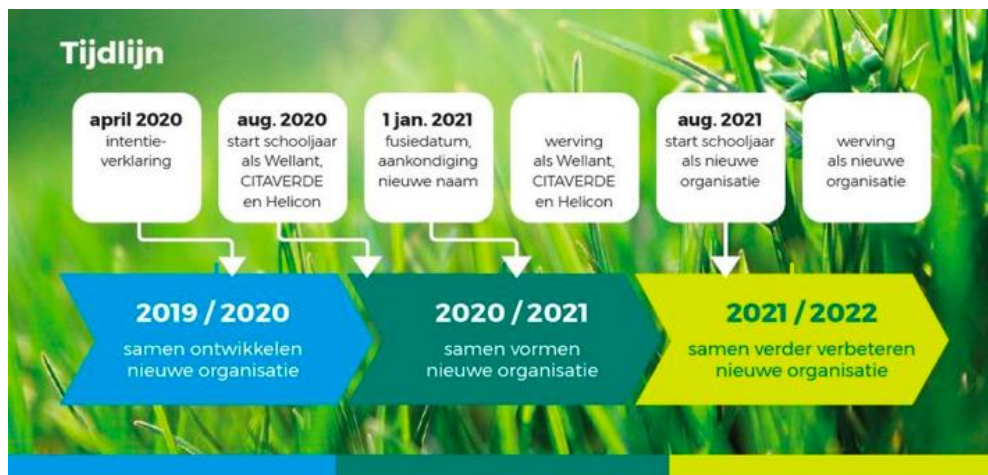 Tijdlijn
april 2020
intentie-
verklaring
aug. 2020
start schooljaar
als Wellant,
CITAVERDE
en Helicon
1 jan. 2021
fusiedatum,
aankondiging
nieuwe naam
werving
als Wellant,
CITAVERDE
en Helicon
aug. 2021
start schooljaar
als nieuwe
organisatie
werving
als nieuwe
organisatie
2019 / 2020
samen ontwikkelen
nieuwe organisatie
2020 / 2021
samen vormen
nieuwe organisatie
2021 / 2022
samen verder verbeteren
nieuwe organisatie